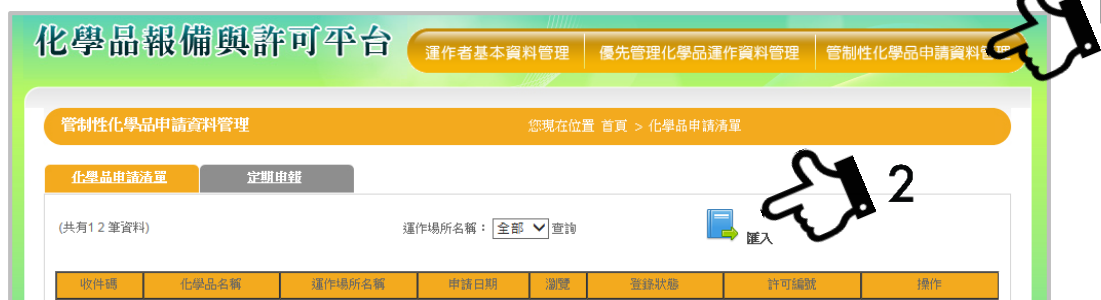 化學品報備與許可平台
運作者基本資料管理 優先管理化學品運作資料管理 管制性化學品申請資料管理
管制性化學品申請資料管理 您現在位置 首頁 > 化學品申請清單
化學品申請清單 定期申報
2
(共有12筆資料) 運作場所名稱：全部 查詢 匯入
收件碼 化學品名稱 運作場所名稱 申請日期 瀏覽 登錄狀態 許可編號 操作